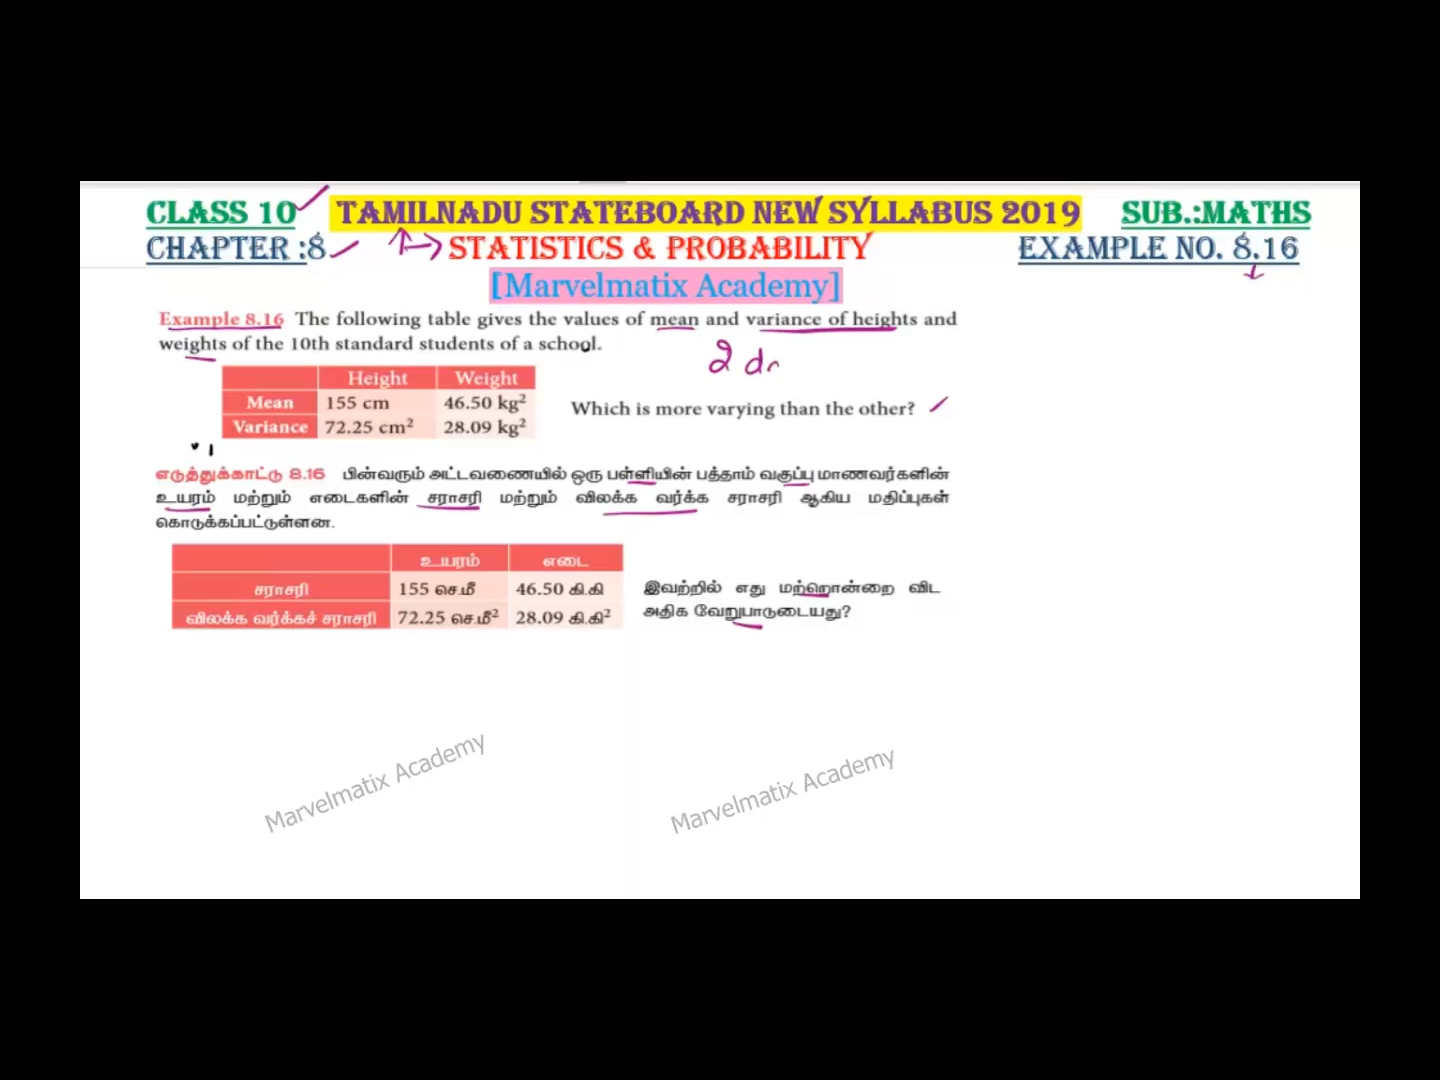 CLASS 10 TAMILNADU STATEBOARD NEW SYLLABUS 2019 SUB.:MATHS
CHAPTER :8 STATISTICS & PROBABILITY EXAMPLE NO. 8.16
[Marvelmatix Academy]
Example 8.16 The following table gives the values of mean and variance of heights and
weights of the 10th standard students of a school.
2
Height Weight
Mean 155 cm 46.50 kg²
Variance 72.25 cm² 28.09 kg²
Which is more varying than the other?
எடுத்துக்காட்டு 8.16 பின்வரும் அட்டவணையில் ஒரு பள்ளியின் பத்தாம் வகுப்பு மாணவர்களின்
உயரம் மற்றும் எடைகளின் சராசரி மற்றும் விலக்க வர்க்க சராசரி ஆகிய மதிப்புகள்
கொடுக்கப்பட்டுள்ளன.
உயரம் எடை
சராசரி 155 செ.மீ 46.50 கி.கி
விலக்க வர்க்கச் சராசரி 72.25 செ.மீ² 28.09 கி.கி²
இவற்றில் எது மற்றொன்றை விட
அதிக வேறுபாடுடையது?
Marvelmatix Academy
Marvelmatix Academy